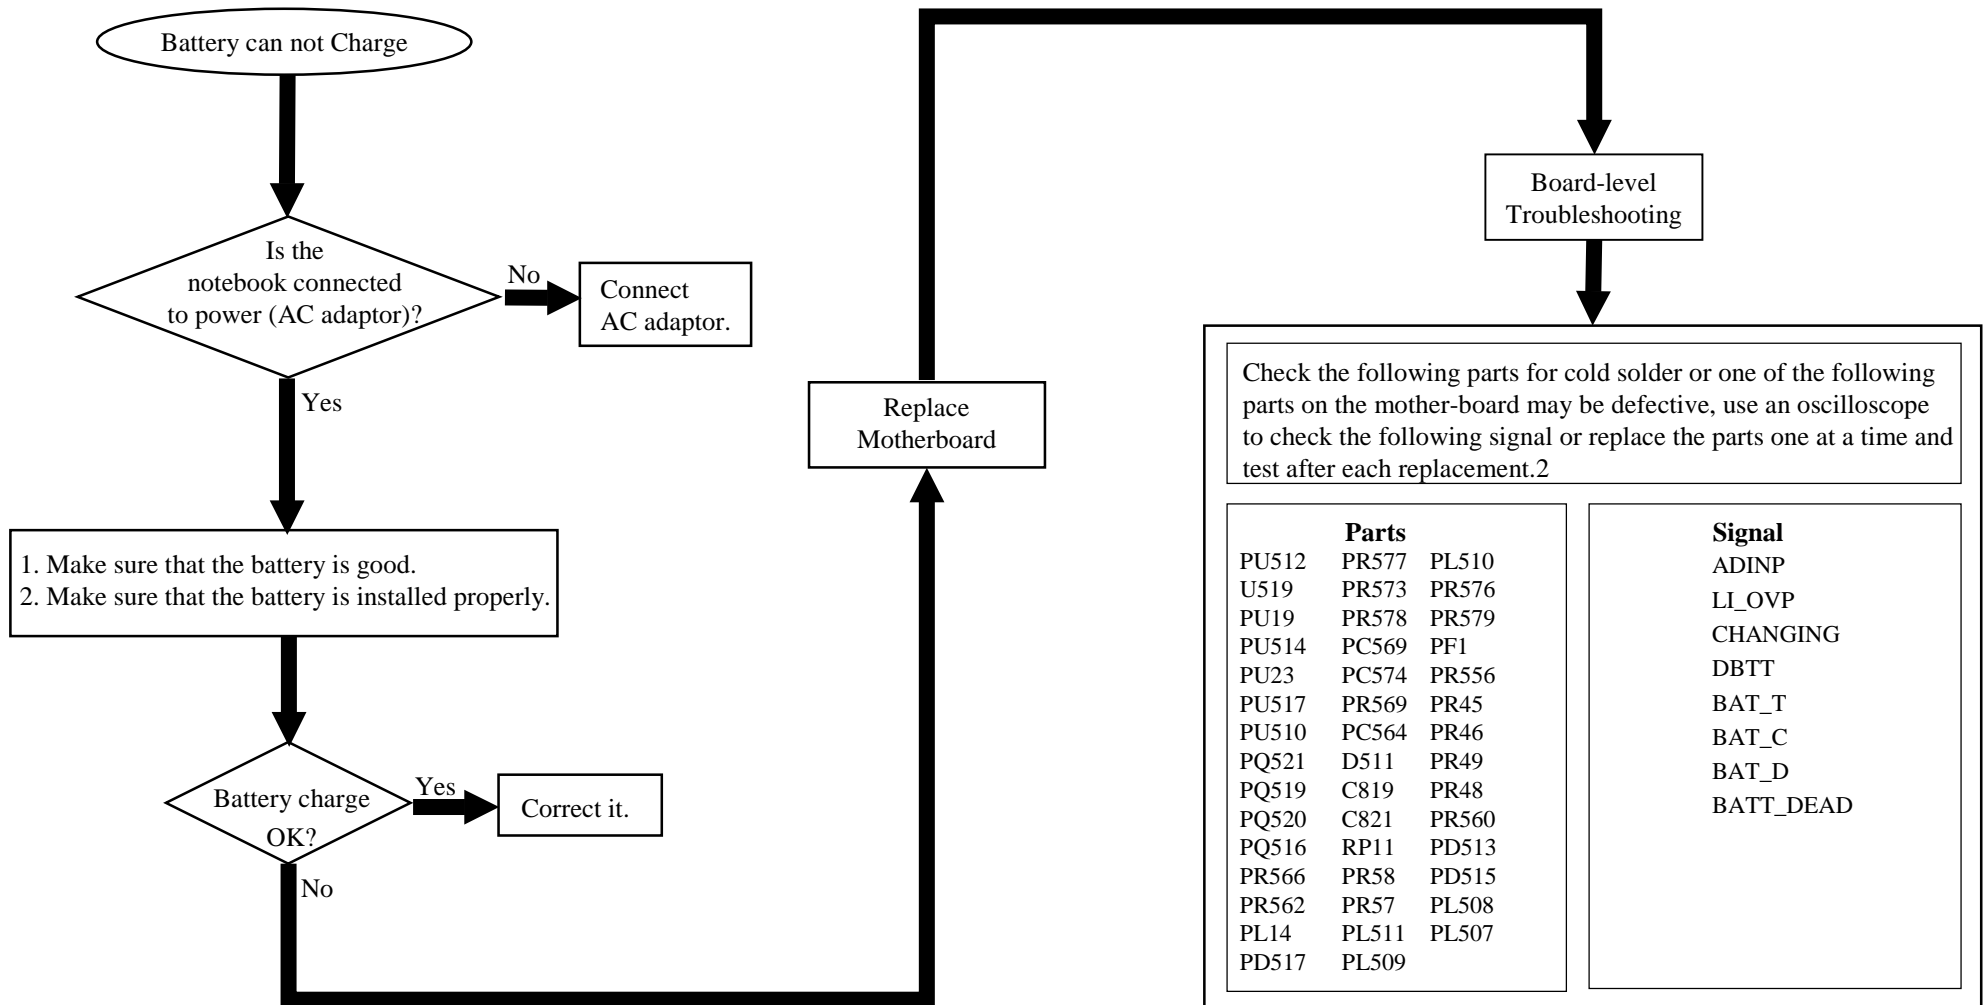 Battery can not Charge
Is the
notebook connected
to power (AC adaptor)?
No
Connect
AC adaptor.
Yes
1. Make sure that the battery is good.
2. Make sure that the battery is installed properly.
Battery charge
OK?
Yes
Correct it.
No
Replace
Motherboard
Board-level
Troubleshooting
Check the following parts for cold solder or one of the following
parts on the mother-board may be defective, use an oscilloscope
to check the following signal or replace the parts one at a time and
test after each replacement.2
Parts
PU512 PR577 PL510
U519 PR573 PR576
PU19 PR578 PR579
PU514 PC569 PF1
PU23 PC574 PR556
PU517 PR569 PR45
PU510 PC564 PR46
PQ521 D511 PR49
PQ519 C819 PR48
PQ520 C821 PR560
PQ516 RP11 PD513
PR566 PR58 PD515
PR562 PR57 PL508
PL14 PL511 PL507
PD517 PL509
Signal
ADINP
LI_OVP
CHANGING
DBTT
BAT_T
BAT_C
BAT_D
BATT_DEAD